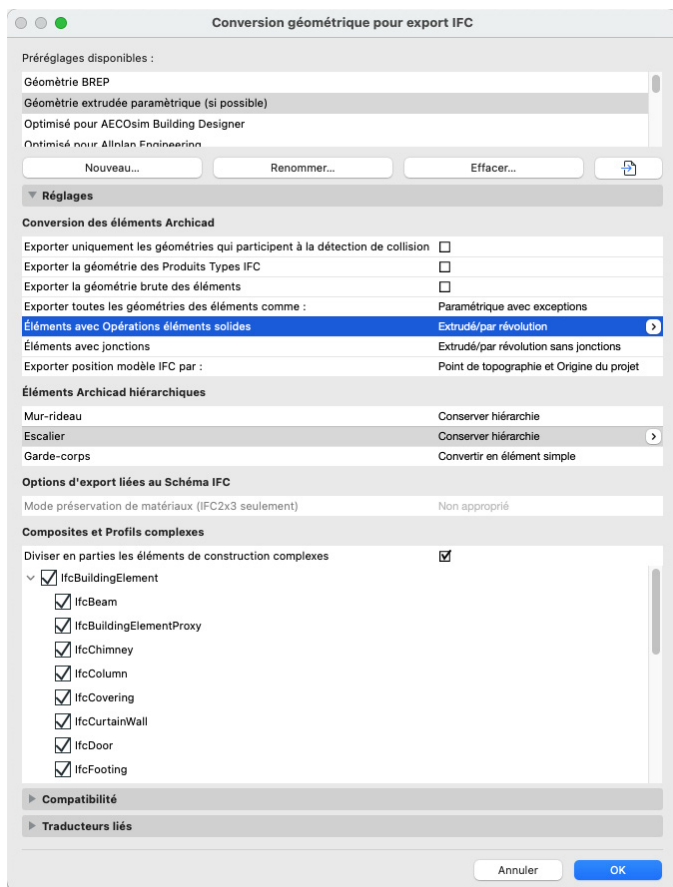 Conversion géométrique pour export IFC
Préréglages disponibles :
Géomètrie BREP
Géomètrie extrudée paramètrique (si possible)
Optimisé pour AECOsim Building Designer
Optimisé pour Allplan Engineering
Nouveau... Renommer... Effacer...
Réglages
Conversion des éléments Archicad
Exporter uniquement les géométries qui participent à la détection de collision
Exporter la géométrie des Produits Types IFC
Exporter la géométrie brute des éléments
Exporter toutes les géométries des éléments comme : Paramétrique avec exceptions
Éléments avec Opérations éléments solides Extrudé/par révolution
Éléments avec jonctions Extrudé/par révolution sans jonctions
Exporter position modèle IFC par : Point de topographie et Origine du projet
Éléments Archicad hiérarchiques
Mur-rideau Conserver hiérarchie
Escalier Conserver hiérarchie
Garde-corps Convertir en élément simple
Options d'export liées au Schéma IFC
Mode préservation de matériaux (IFC2x3 seulement) Non approprié
Composites et Profils complexes
Diviser en parties les éléments de construction complexes
IfcBuildingElement
IfcBeam
IfcBuildingElementProxy
IfcChimney
IfcColumn
IfcCovering
IfcCurtainWall
IfcDoor
IfcFooting
Compatibilité
Traducteurs liés
Annuler OK